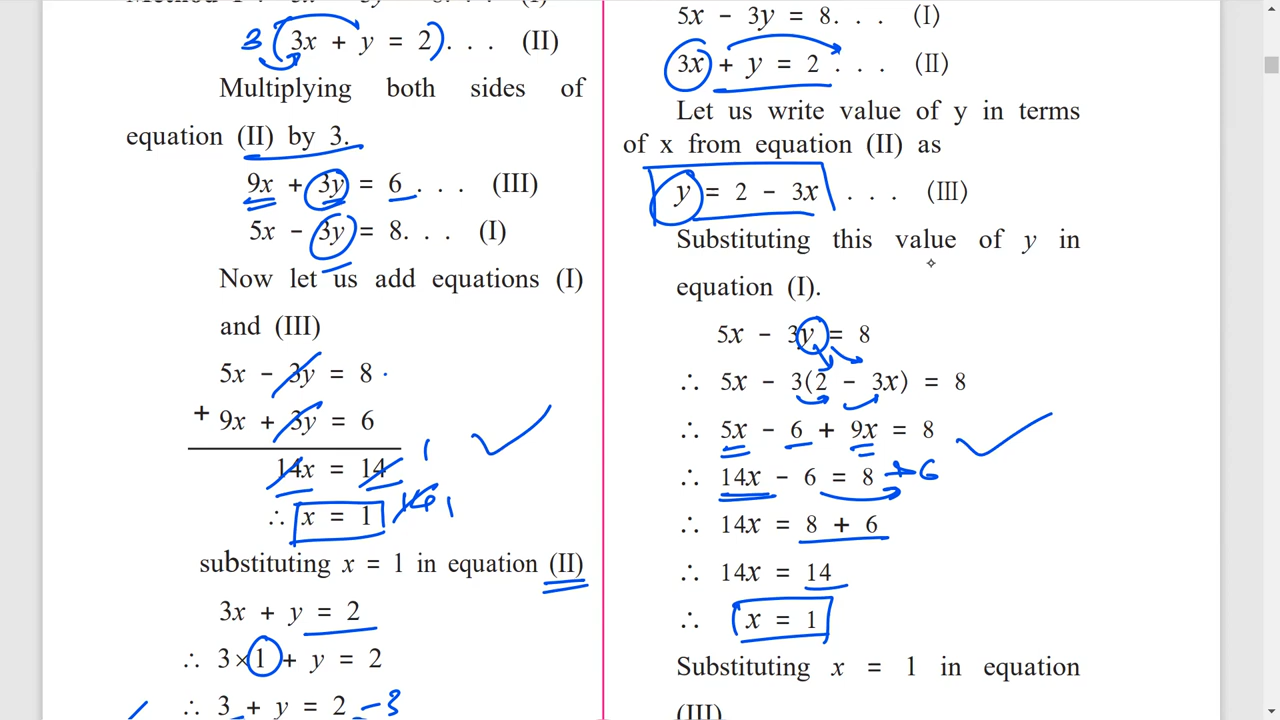 3 (3x + y = 2) . . . (II)
Multiplying both sides of
equation (II) by 3.
9x + 3y = 6 . . . (III)
5x − 3y = 8. . . (I)
Now let us add equations (I)
and (III)
5x − 3y = 8
+ 9x + 3y = 6
14x = 14 1
∴ x = 1
substituting x = 1 in equation (II)
3x + y = 2
∴ 3×1 + y = 2
∴ 3 + y = 2 −3
5x − 3y = 8. . . (I)
3x + y = 2 . . . (II)
Let us write value of y in terms
of x from equation (II) as
y = 2 − 3x . . . (III)
Substituting this value of y in
equation (I).
5x − 3y = 8
∴ 5x − 3(2 − 3x) = 8
∴ 5x − 6 + 9x = 8
∴ 14x − 6 = 8 + 6
∴ 14x = 8 + 6
∴ 14x = 14
∴ x = 1
Substituting x = 1 in equation
(III)